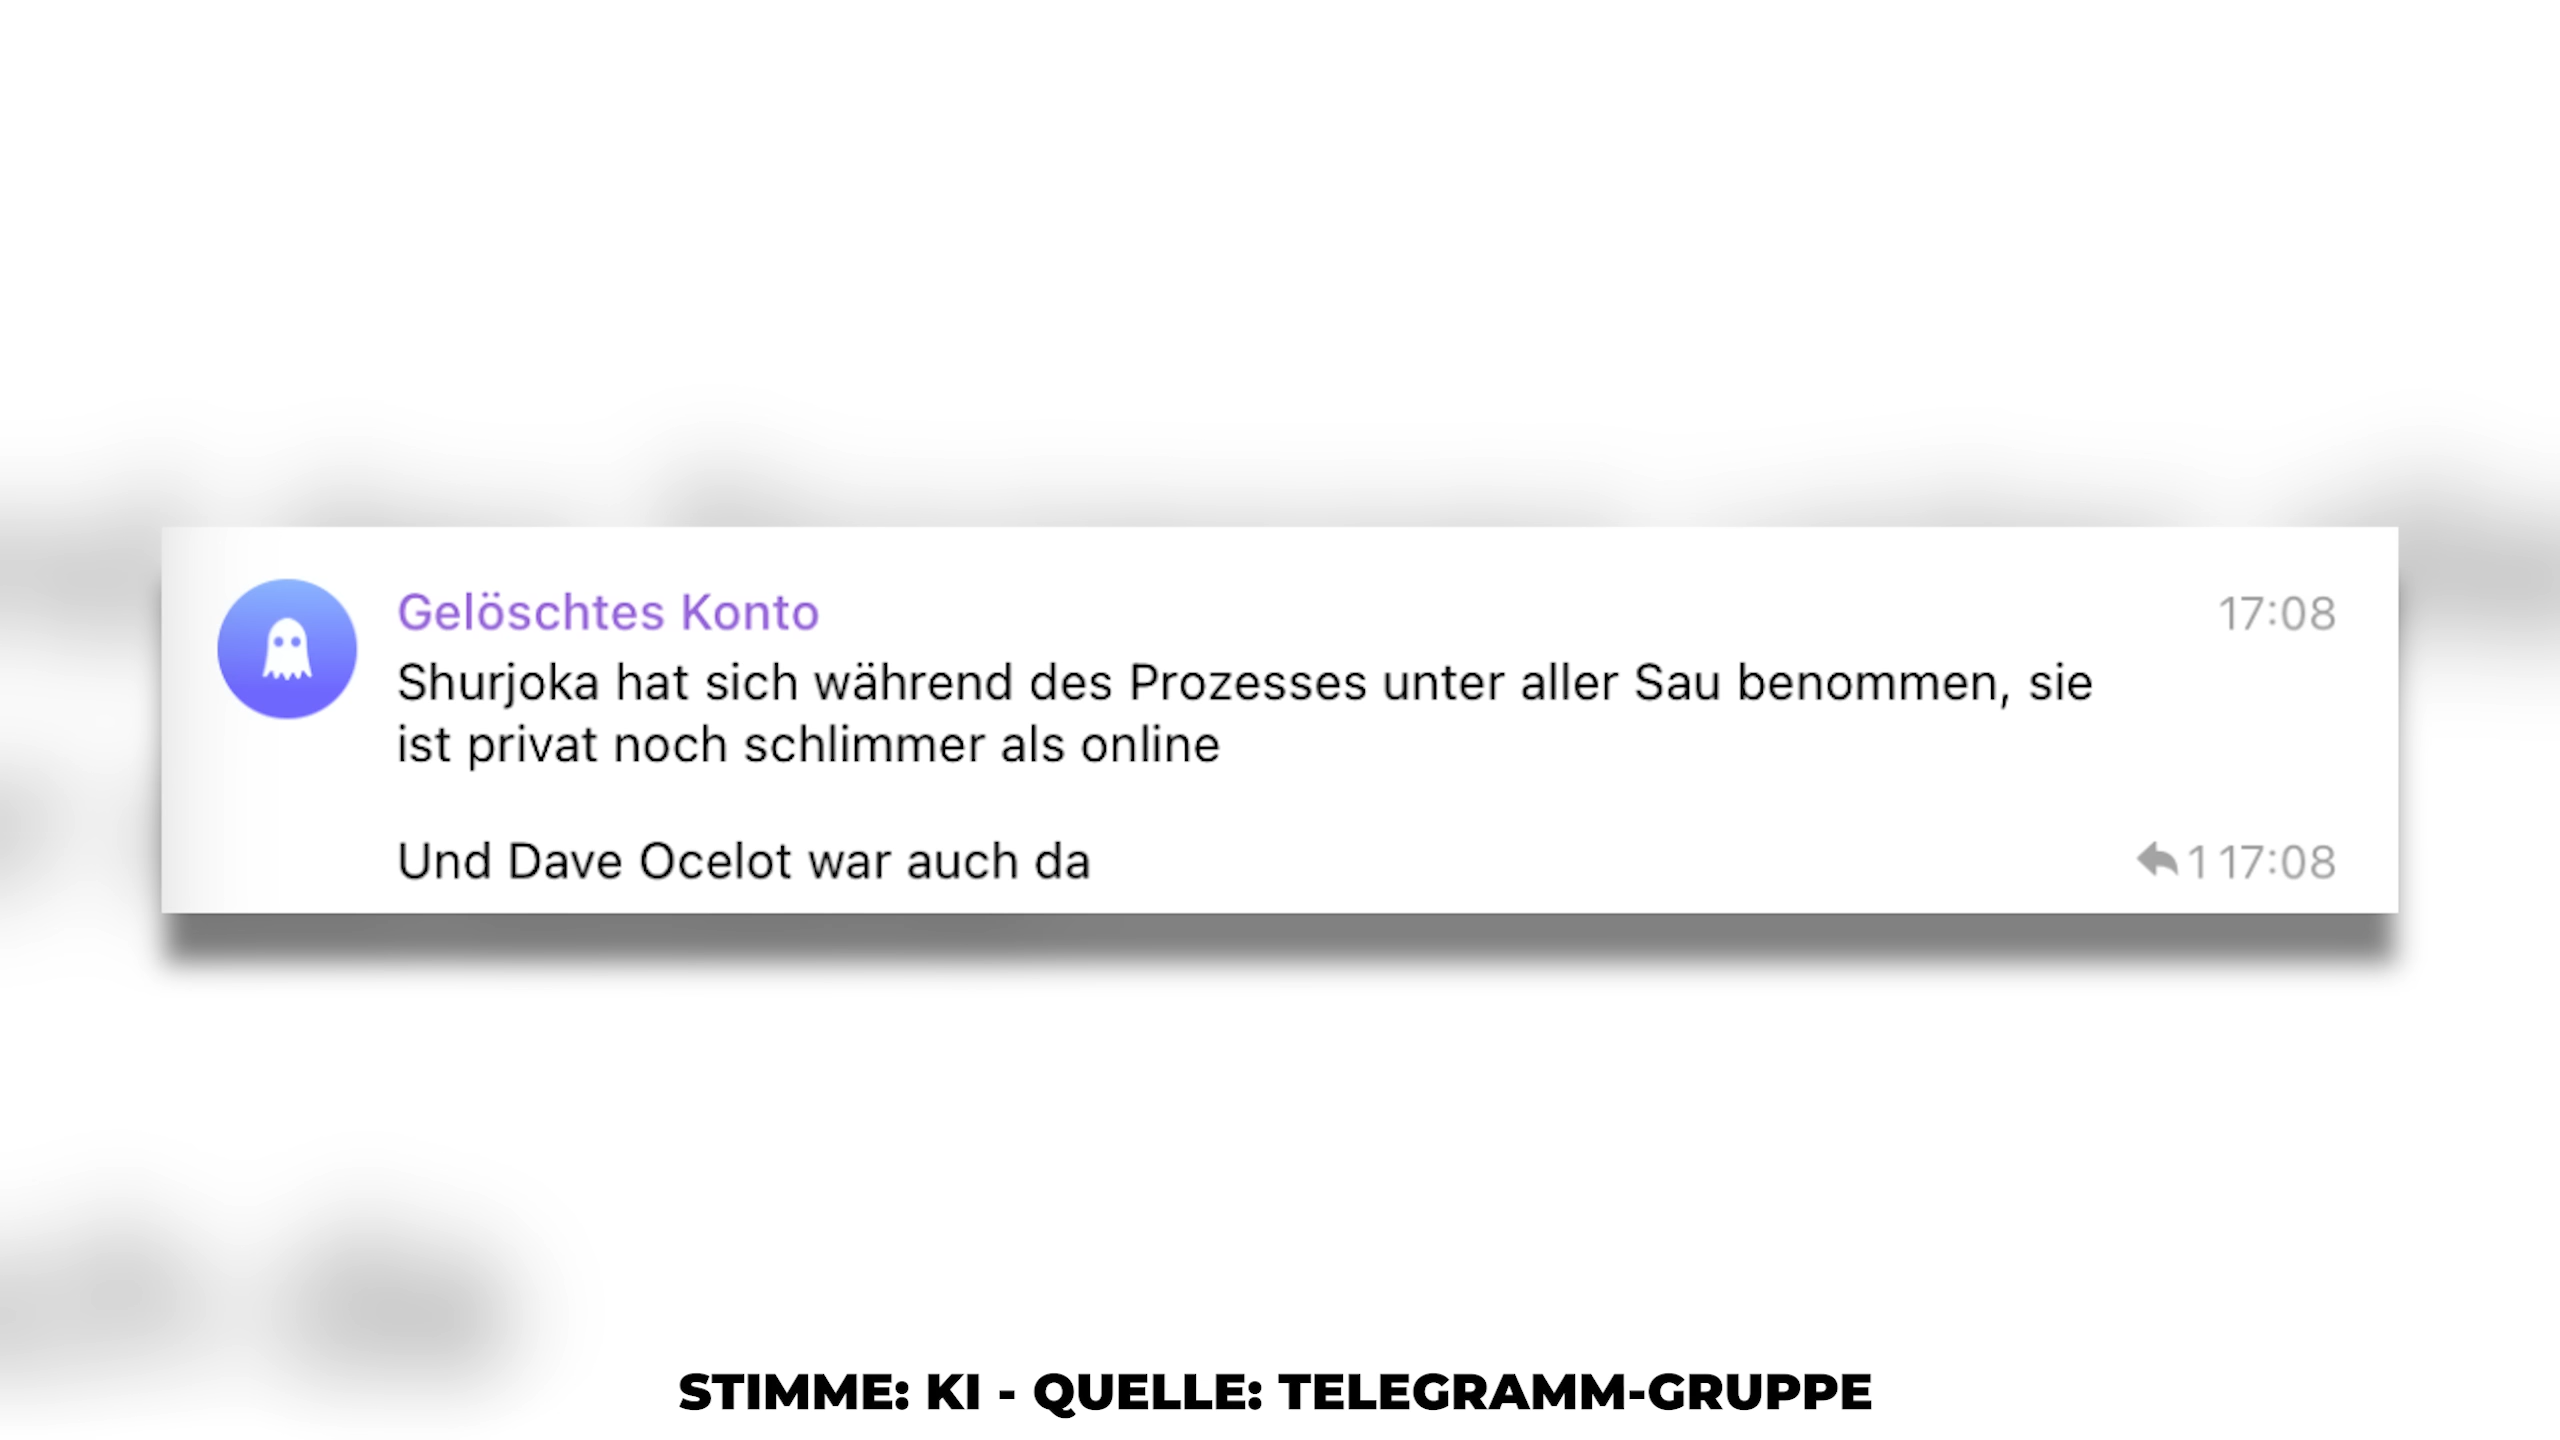 Gelöschtes Konto 17:08
Shurjoka hat sich während des Prozesses unter aller Sau benommen, sie
ist privat noch schlimmer als online
Und Dave Ocelot war auch da 1 17:08
STIMME: KI - QUELLE: TELEGRAMM-GRUPPE